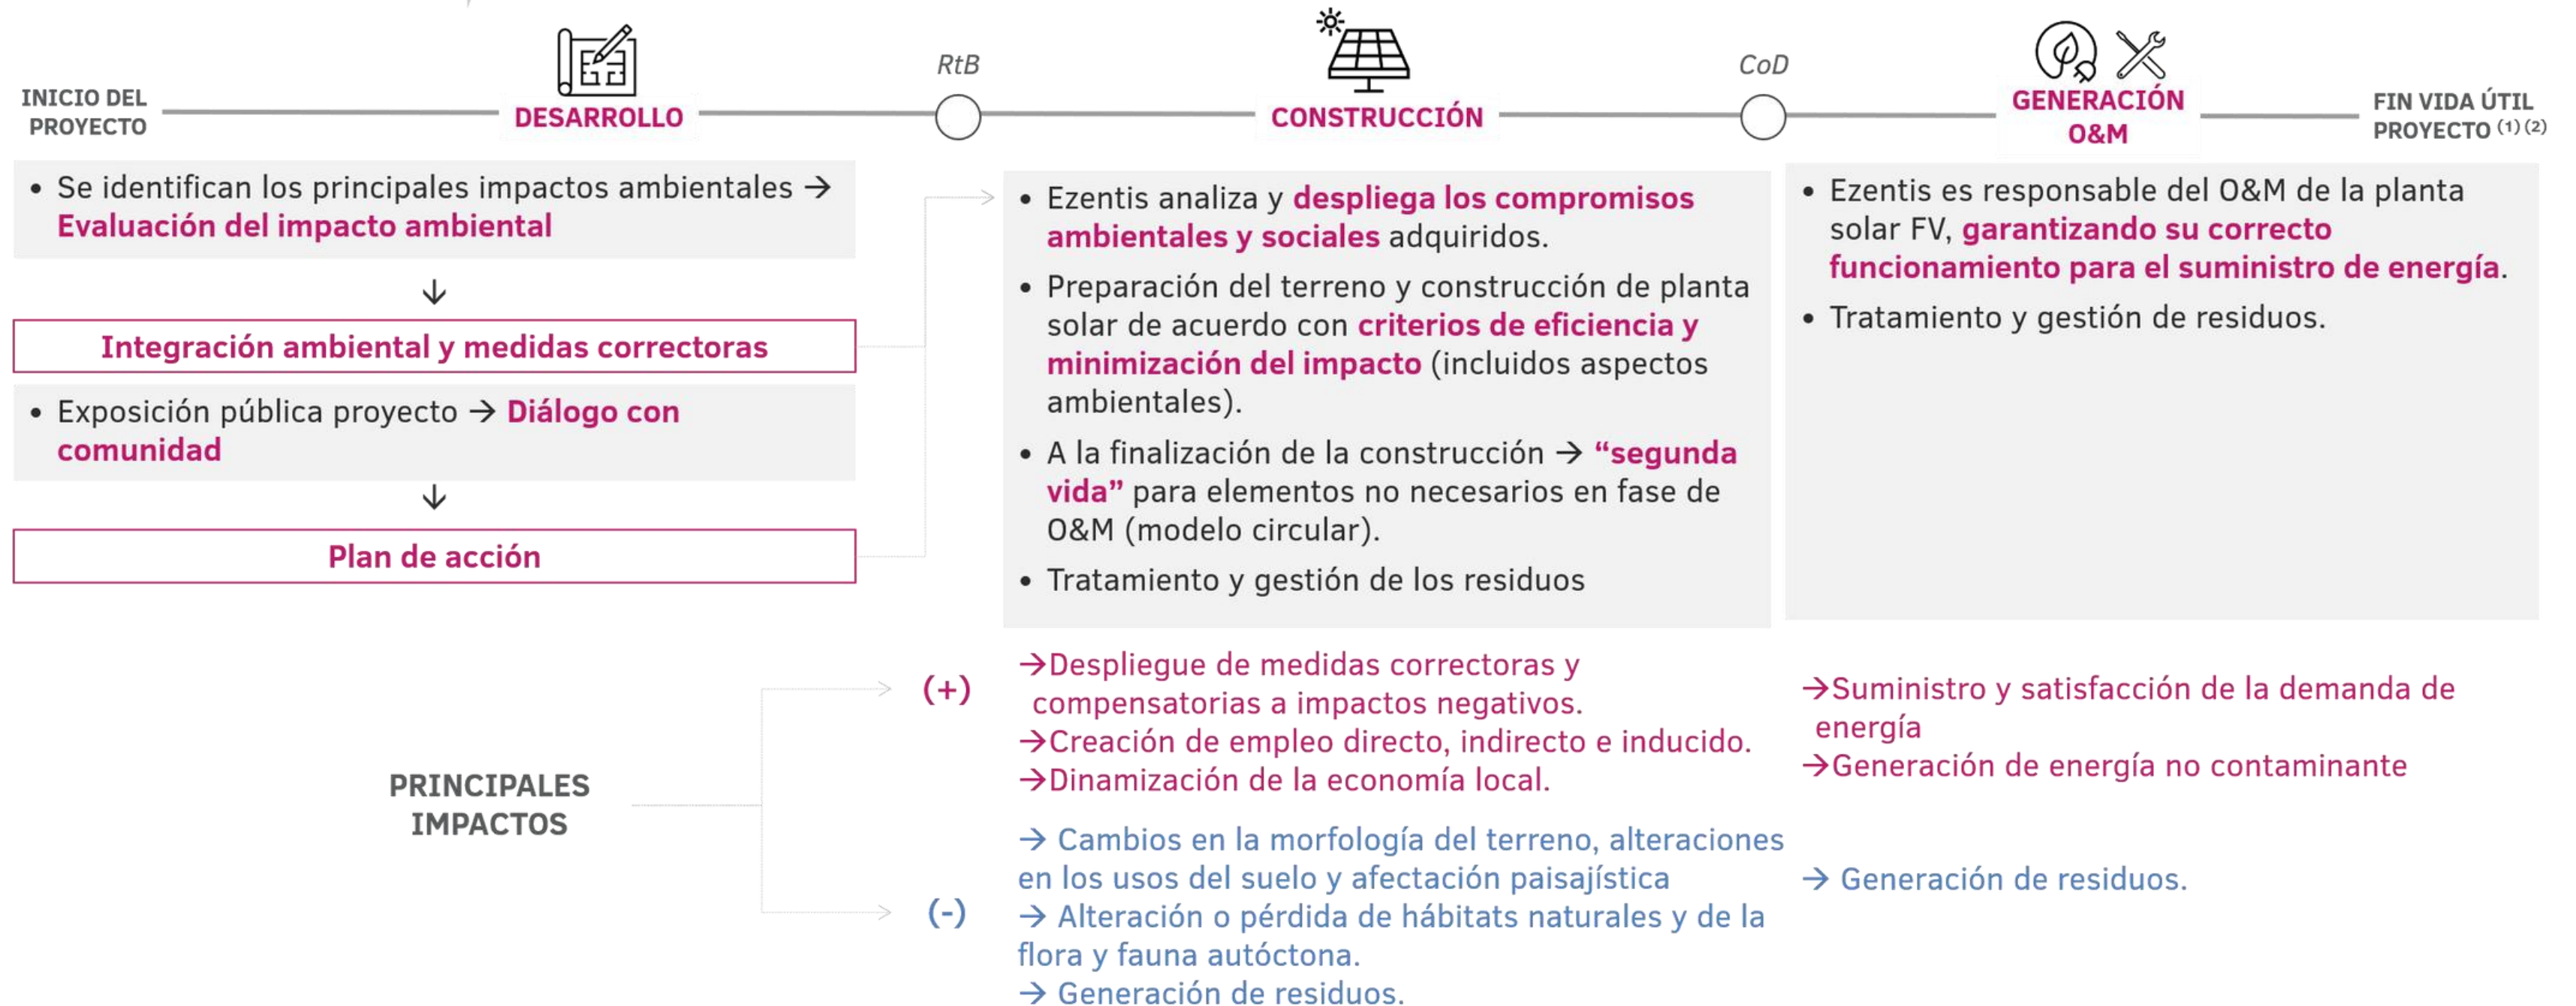 INICIO DEL
PROYECTO
DESARROLLO
RtB
CONSTRUCCIÓN
CoD
GENERACIÓN
O&M
FIN VIDA ÚTIL
PROYECTO (1) (2)
• Se identifican los principales impactos ambientales →
Evaluación del impacto ambiental
↓
Integración ambiental y medidas correctoras
• Exposición pública proyecto → Diálogo con
comunidad
↓
Plan de acción
• Ezentis analiza y despliega los compromisos
ambientales y sociales adquiridos.
• Preparación del terreno y construcción de planta
solar de acuerdo con criterios de eficiencia y
minimización del impacto (incluidos aspectos
ambientales).
• A la finalización de la construcción → “segunda
vida” para elementos no necesarios en fase de
O&M (modelo circular).
• Tratamiento y gestión de los residuos
• Ezentis es responsable del O&M de la planta
solar FV, garantizando su correcto
funcionamiento para el suministro de energía.
• Tratamiento y gestión de residuos.
PRINCIPALES
IMPACTOS
(+)
→Despliegue de medidas correctoras y
compensatorias a impactos negativos.
→Creación de empleo directo, indirecto e inducido.
→Dinamización de la economía local.
→Suministro y satisfacción de la demanda de
energía
→Generación de energía no contaminante
(-)
→ Cambios en la morfología del terreno, alteraciones
en los usos del suelo y afectación paisajística
→ Alteración o pérdida de hábitats naturales y de la
flora y fauna autóctona.
→ Generación de residuos.
→ Generación de residuos.